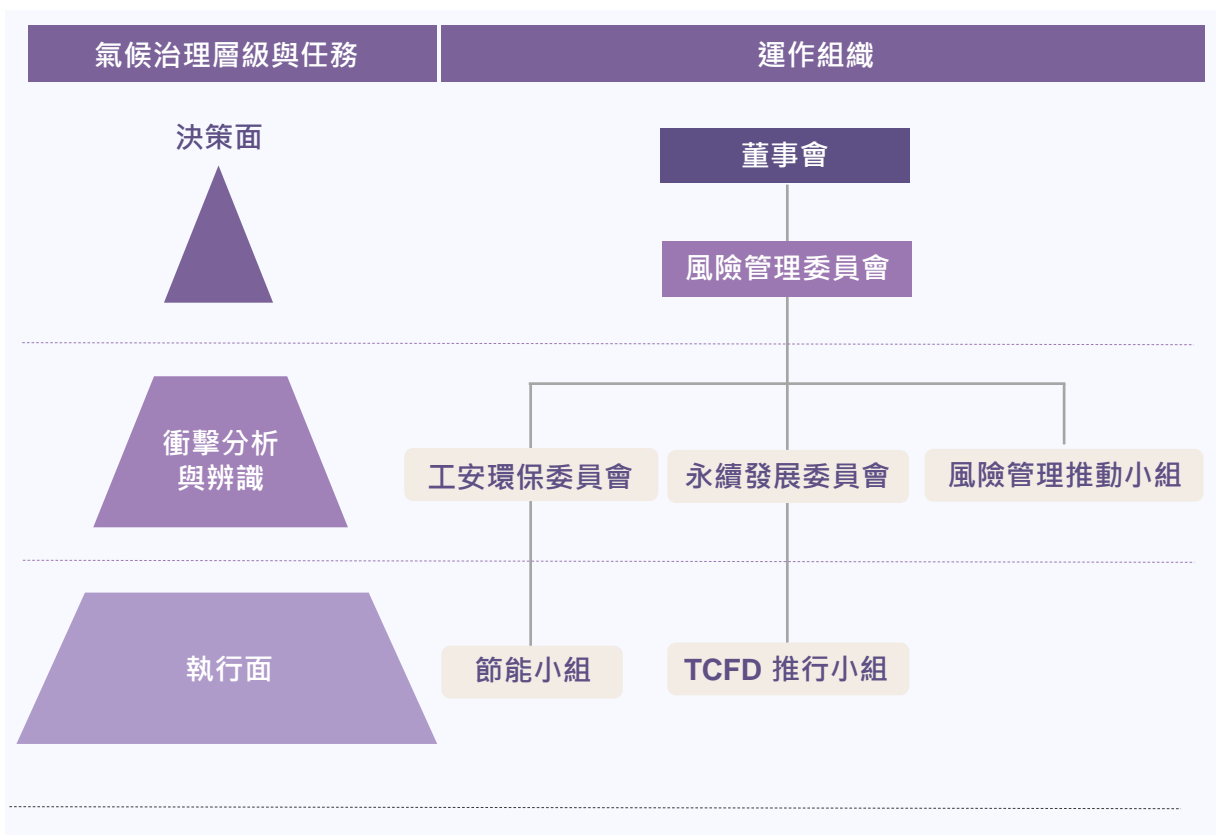 氣候治理層級與任務
運作組織
決策面
董事會
風險管理委員會
衝擊分析
與辨識
工安環保委員會
永續發展委員會
風險管理推動小組
執行面
節能小組
TCFD 推行小組